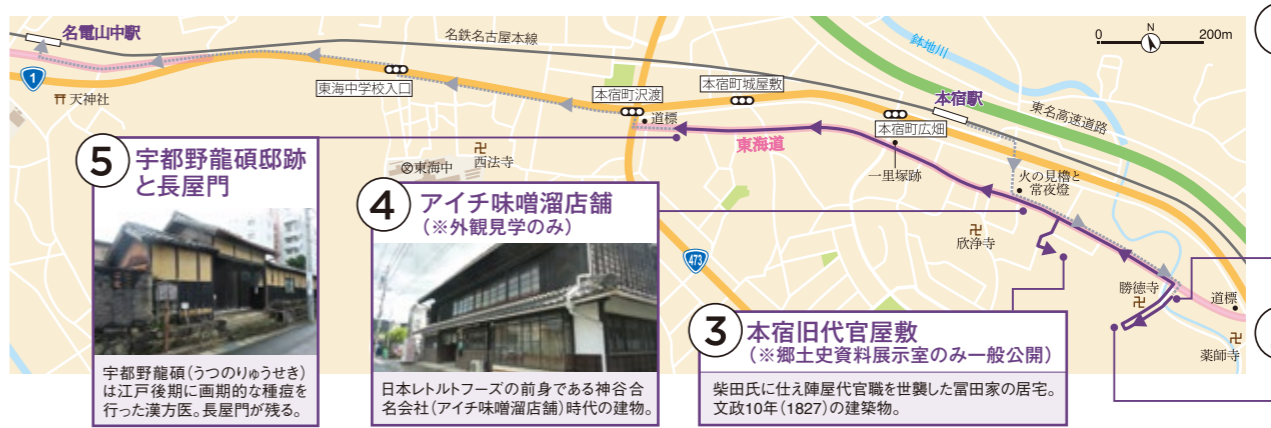 名電山中駅
名鉄名古屋本線
鉢地川
0 N 200m
1
天神社
東海中学校入口
本宿町沢渡
本宿町城屋敷
本宿駅
東名高速道路
道標
本宿町広畑
東海道
文東海中
西法寺
一里塚跡
火の見櫓と
常夜燈
欣浄寺
473
勝徳寺
道標
薬師寺
5 宇都野龍碩邸跡
と長屋門
宇都野龍碩(うつのりゅうせき)
は江戸後期に画期的な種痘を
行った漢方医。長屋門が残る。
4 アイチ味噌溜店舗
(※外観見学のみ)
日本レトルトフーズの前身である神谷合
名会社(アイチ味噌溜店舗)時代の建物。
3 本宿旧代官屋敷
(※郷土史資料展示室のみ一般公開)
柴田氏に仕え陣屋代官職を世襲した冨田家の居宅。
文政10年(1827)の建築物。